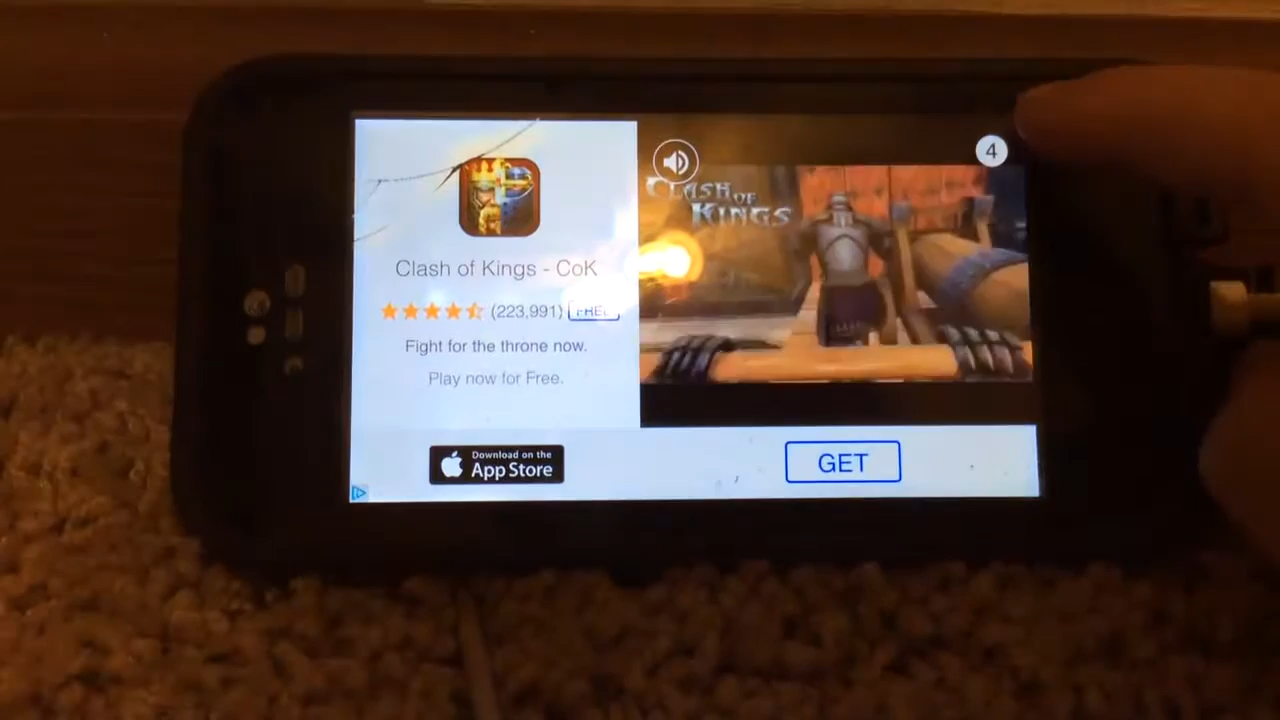 Clash of Kings - CoK
(223,991) FREE
Fight for the throne now.
Play now for Free.
Download on the
App Store
CLASH OF
KINGS
4
GET